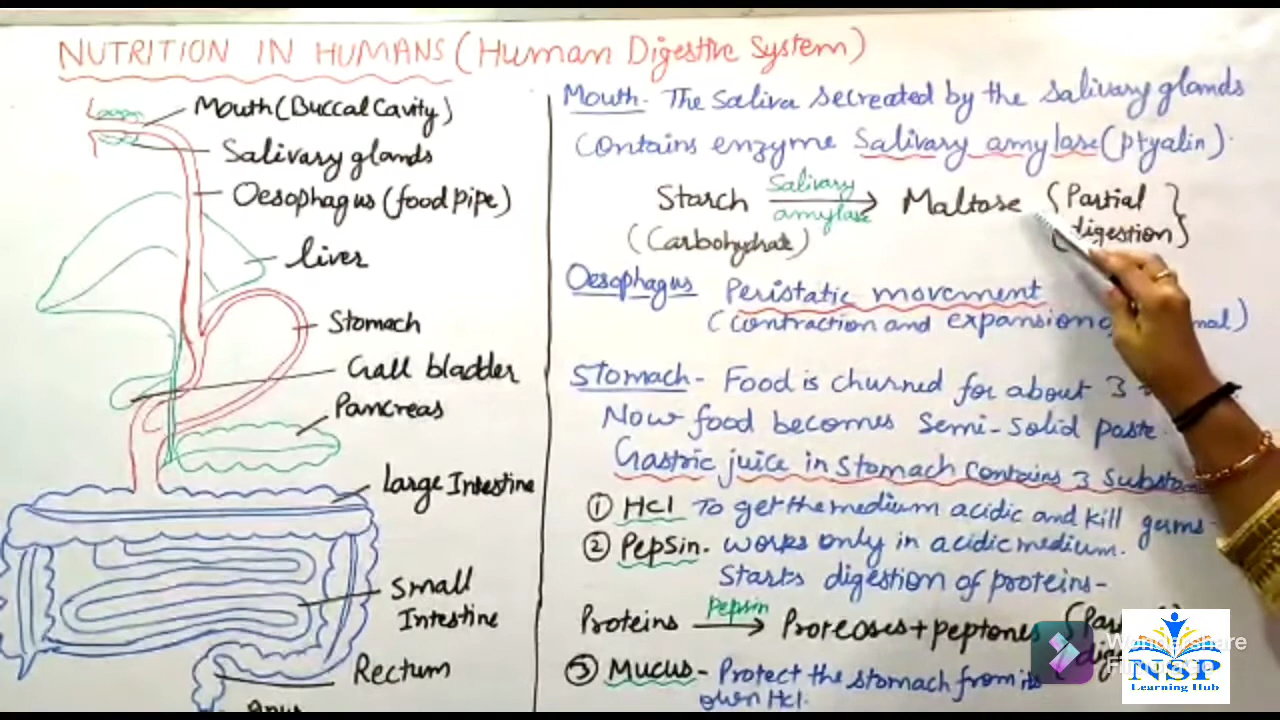 NUTRITION IN HUMANS (Human Digestive System)
Mouth (Buccal Cavity)
Salivary glands
Oesophagus (food pipe)
liver
Stomach
Gall bladder
Pancreas
large Intestine
Small
Intestine
Rectum
Anus
Mouth- The Saliva secreated by the salivary glands
Contains enzyme Salivary amylase (ptyalin).
Starch Salivary amylase → Maltose {Partial
(Carbohydrate) digestion}
Oesophagus Peristatic movement
(contraction and expansion
Stomach- Food is churned for about 3
Now food becomes Semi-solid paste.
Gastric juice in Stomach contains 3
① Hcl To get the medium acidic and kill germs-
② Pepsin- works only in acidic medium.
Starts digestion of proteins-
Proteins Pepsin → Proteoses + peptones
③ Mucus- Protect the stomach from its
own Hcl.
Wondershare
NSP
Learning Hub